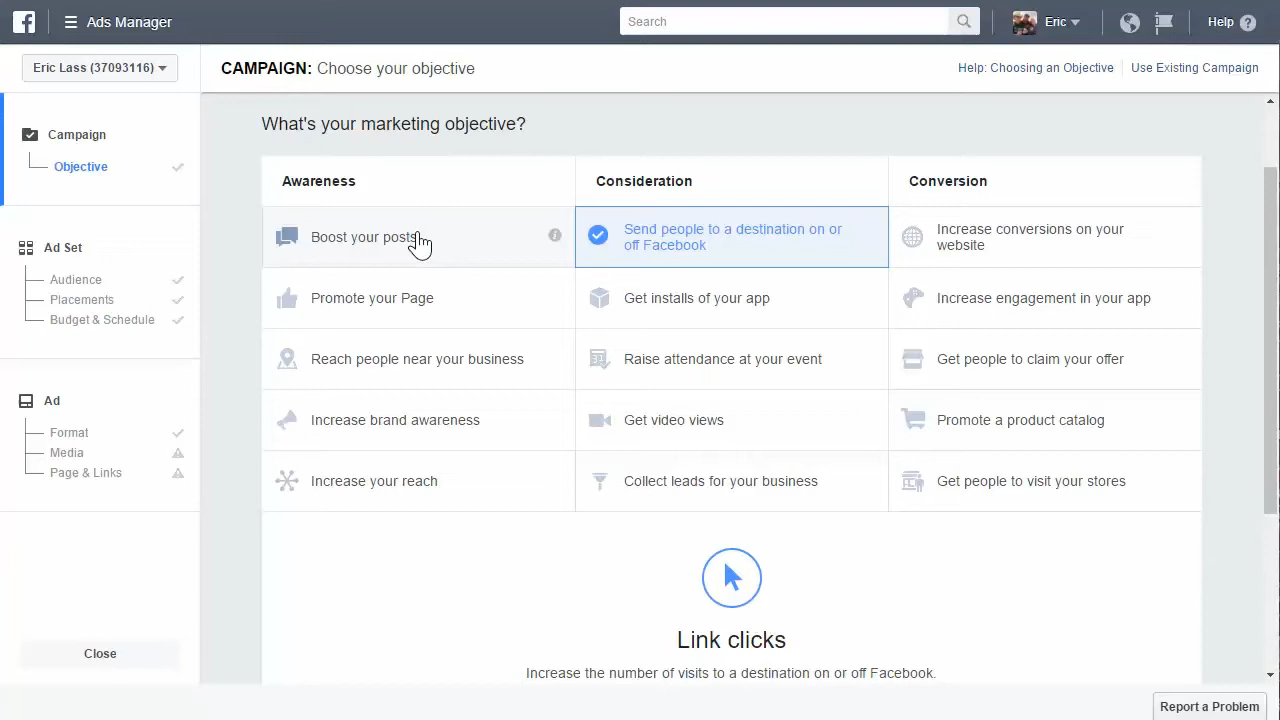 f Ads Manager Search Eric Help
Eric Lass (37093116)
CAMPAIGN: Choose your objective
Help: Choosing an Objective Use Existing Campaign
Campaign
Objective
Ad Set
Audience
Placements
Budget & Schedule
Ad
Format
Media
Page & Links
Close
What's your marketing objective?
Awareness Consideration Conversion
Boost your posts
Send people to a destination on or
off Facebook
Increase conversions on your
website
Promote your Page
Get installs of your app
Increase engagement in your app
Reach people near your business
Raise attendance at your event
Get people to claim your offer
Increase brand awareness
Get video views
Promote a product catalog
Increase your reach
Collect leads for your business
Get people to visit your stores
Link clicks
Increase the number of visits to a destination on or off Facebook.
Report a Problem